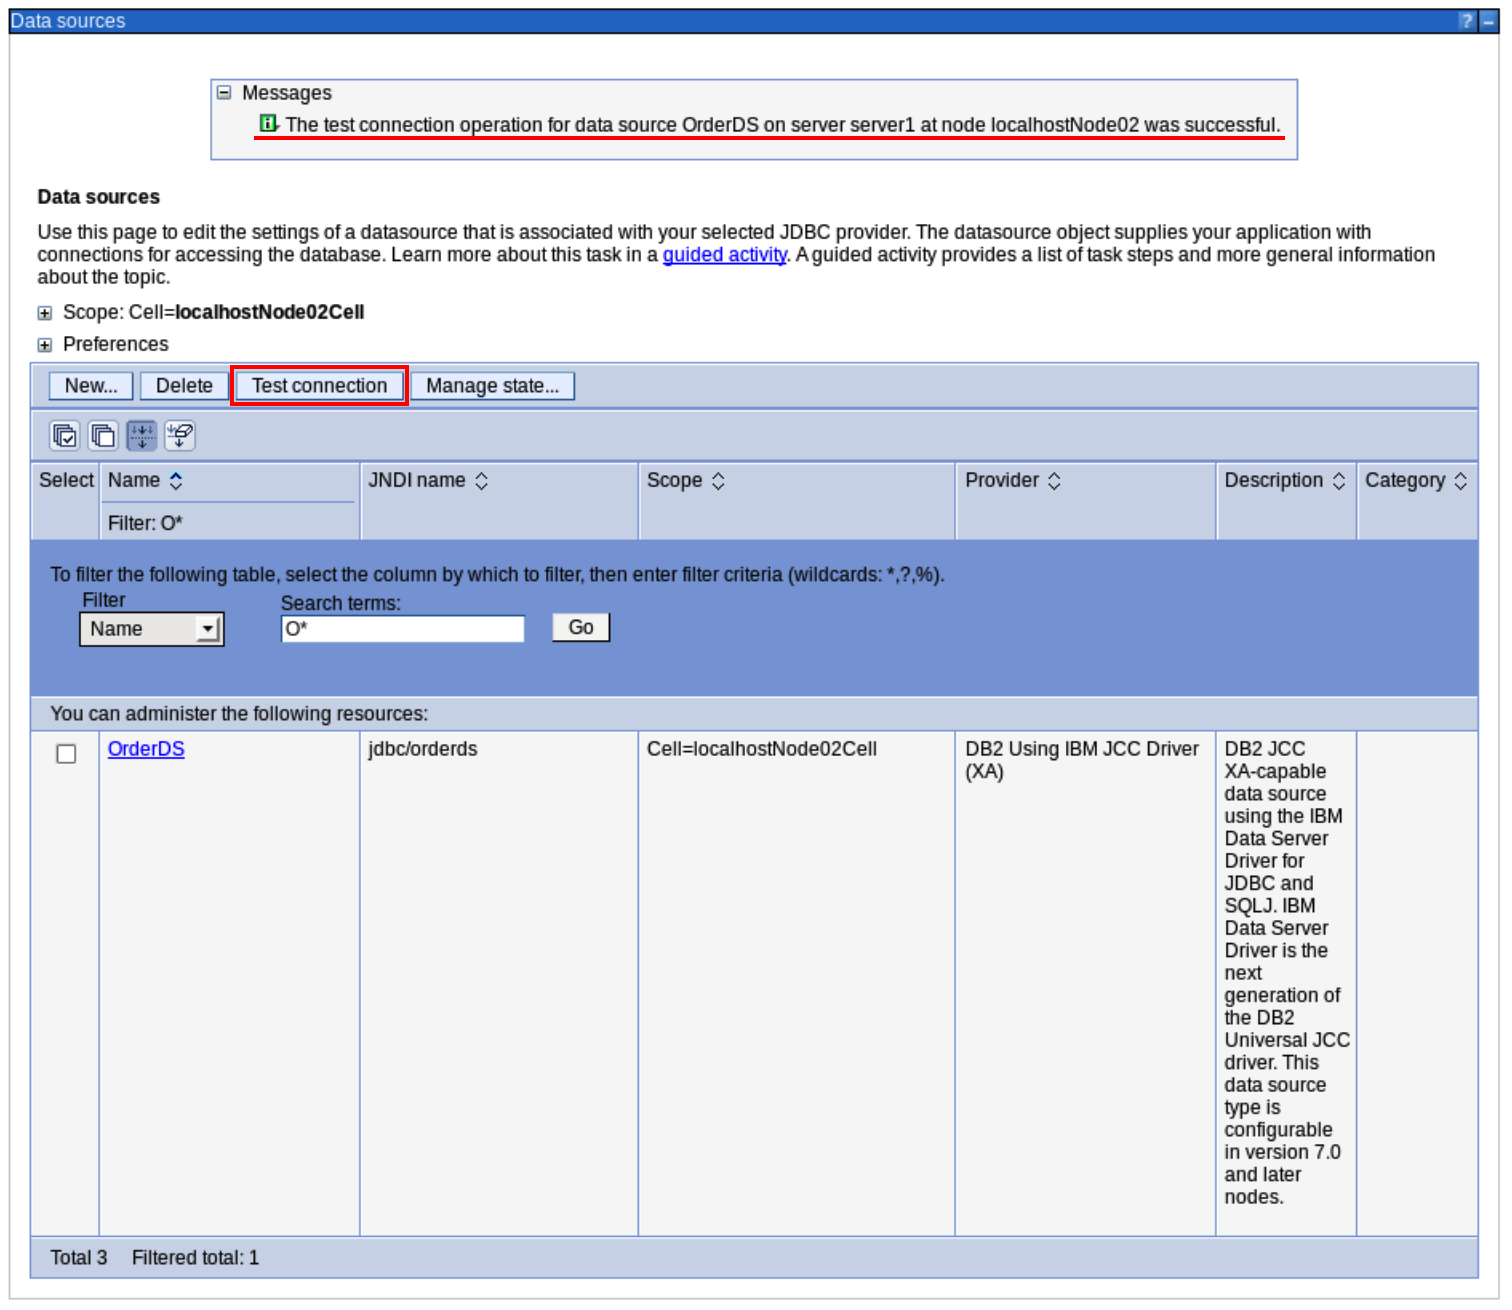 Data sources
? –
Messages
The test connection operation for data source OrderDS on server server1 at node localhostNode02 was successful.
Data sources
Use this page to edit the settings of a datasource that is associated with your selected JDBC provider. The datasource object supplies your application with
connections for accessing the database. Learn more about this task in a guided activity. A guided activity provides a list of task steps and more general information
about the topic.
Scope: Cell=localhostNode02Cell
Preferences
New... Delete Test connection Manage state...
Select Name JNDI name Scope Provider Description Category
Filter: O*
To filter the following table, select the column by which to filter, then enter filter criteria (wildcards: *,?,%).
Filter Search terms:
Name O* Go
You can administer the following resources:
OrderDS jdbc/orderds Cell=localhostNode02Cell DB2 Using IBM JCC Driver DB2 JCC
(XA) XA-capable
data source
using the IBM
Data Server
Driver for
JDBC and
SQLJ. IBM
Data Server
Driver is the
next
generation of
the DB2
Universal JCC
driver. This
data source
type is
configurable
in version 7.0
and later
nodes.
Total 3 Filtered total: 1